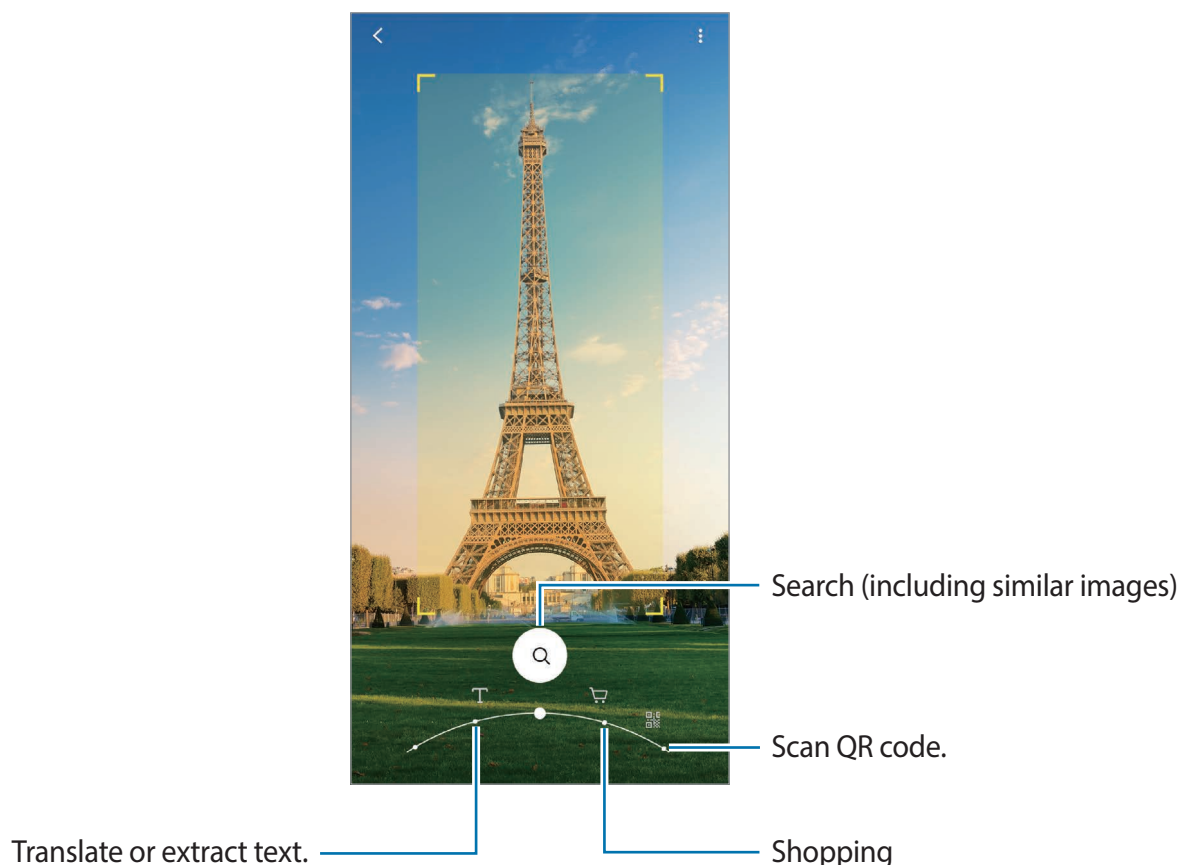 Search (including similar images)
T
Scan QR code.
Translate or extract text.
Shopping